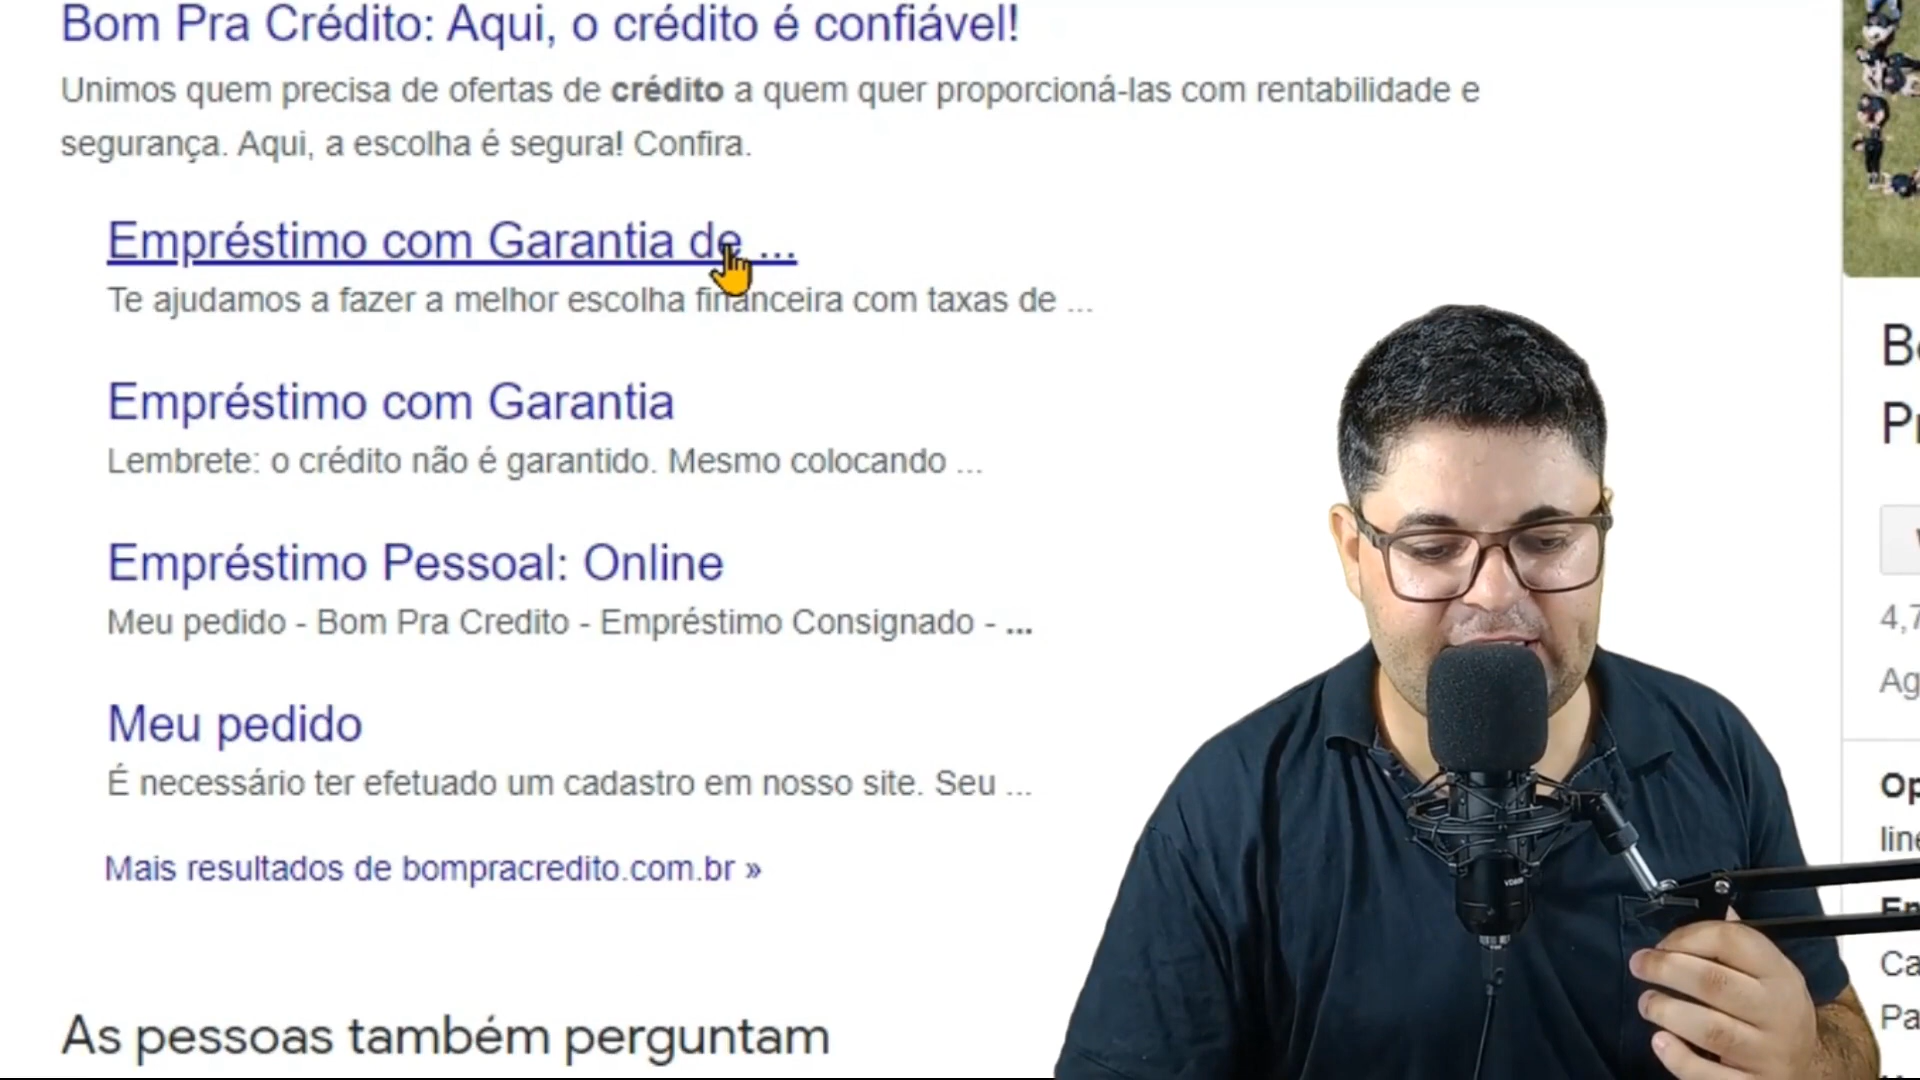 Bom Pra Crédito: Aqui, o crédito é confiável!
Unimos quem precisa de ofertas de crédito a quem quer proporcioná-las com rentabilidade e
segurança. Aqui, a escolha é segura! Confira.
Empréstimo com Garantia de ...
Te ajudamos a fazer a melhor escolha financeira com taxas de ...
Empréstimo com Garantia
Lembrete: o crédito não é garantido. Mesmo colocando ...
Empréstimo Pessoal: Online
Meu pedido - Bom Pra Credito - Empréstimo Consignado - ...
Meu pedido
É necessário ter efetuado um cadastro em nosso site. Seu ...
Mais resultados de bompracredito.com.br »
As pessoas também perguntam
4,7